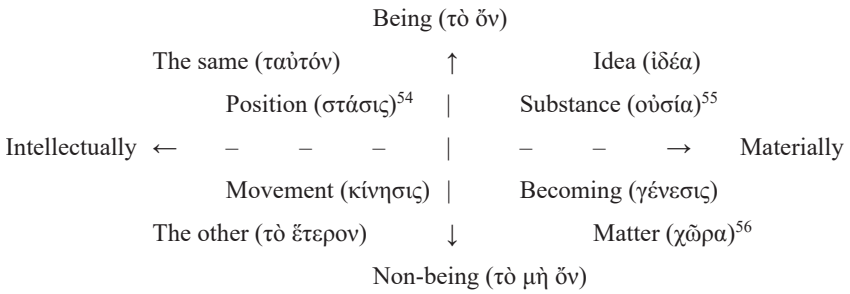 Being (τὸ ὄν)
The same (ταὐτόν) ↑ Idea (ἰδέα)
Position (στάσις)54 | Substance (οὐσία)55
Intellectually ← – – – | – – → Materially
Movement (κίνησις) | Becoming (γένεσις)
The other (τὸ ἕτερον) ↓ Matter (χῶρα)56
Non-being (τὸ μὴ ὄν)